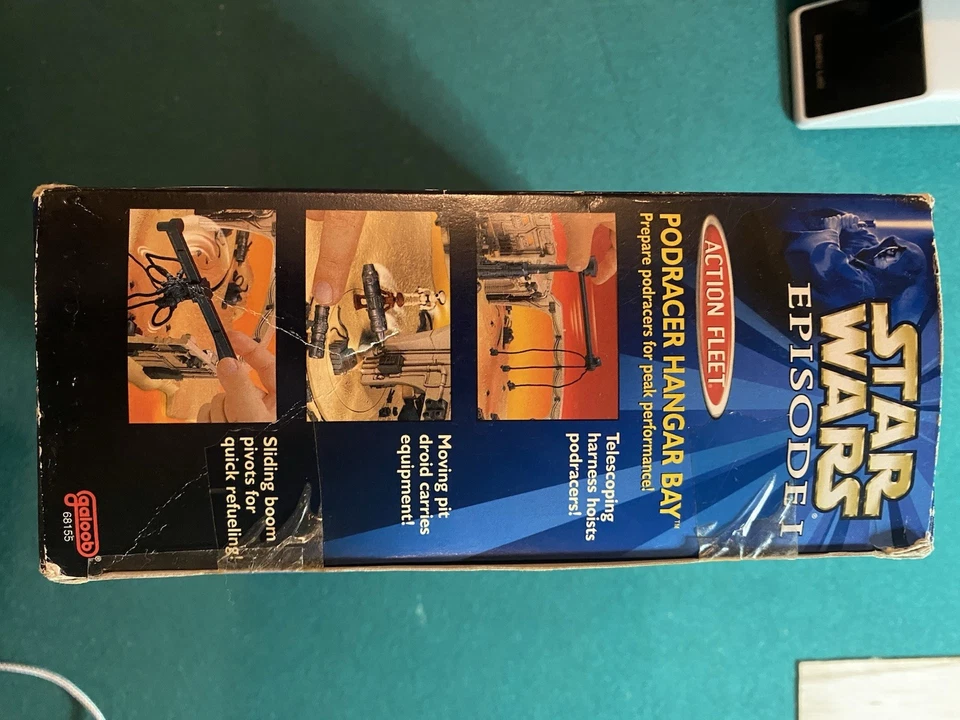 STAR
WARS
EPISODE I
ACTION FLEET
PODRACER HANGAR BAY™
Prepare podracers for peak performance!
Telescoping
harness hoists
podracers!
Moving pit
droid carries
equipment!
Sliding boom
pivots for
quick refueling
galoob
68155